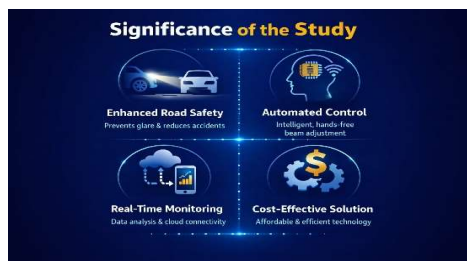 Significance of the Study
Enhanced Road Safety
Prevents glare & reduces accidents
Automated Control
Intelligent, hands-free
beam adjustment
Real-Time Monitoring
Data analysis & cloud connectivity
$
Cost-Effective Solution
Affordable & efficient technology